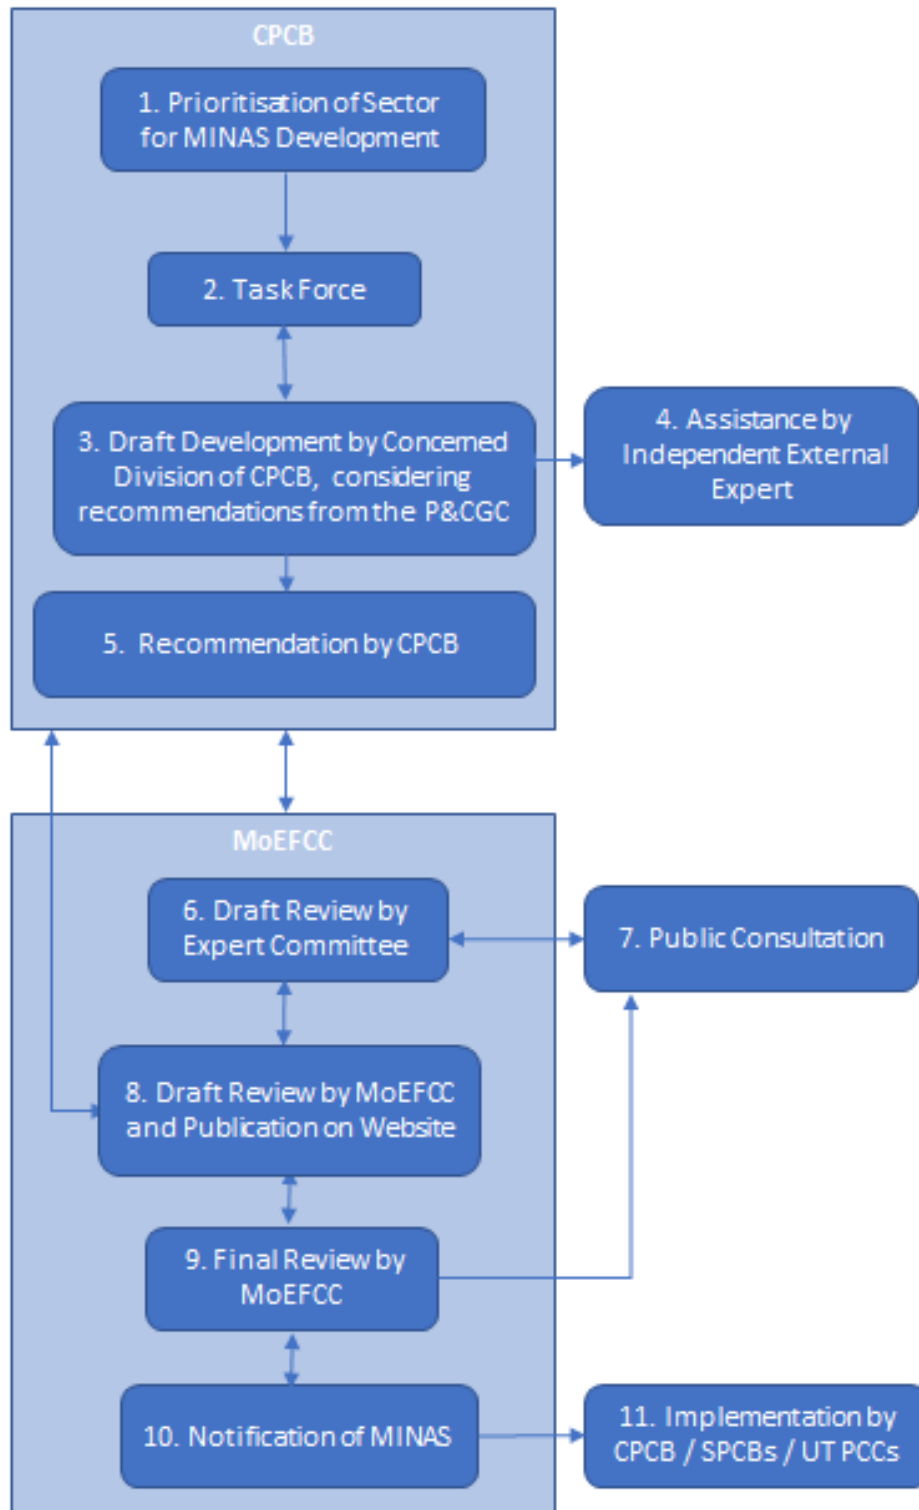 CPCB
1. Prioritisation of Sector
for MINAS Development
2. Task Force
3. Draft Development by Concerned
Division of CPCB, considering
recommendations from the P&CGC
4. Assistance by
Independent External
Expert
5. Recommendation by CPCB
MoEFCC
6. Draft Review by
Expert Committee
7. Public Consultation
8. Draft Review by MoEFCC
and Publication on Website
9. Final Review by
MoEFCC
10. Notification of MINAS
11. Implementation by
CPCB / SPCBs / UT PCCs